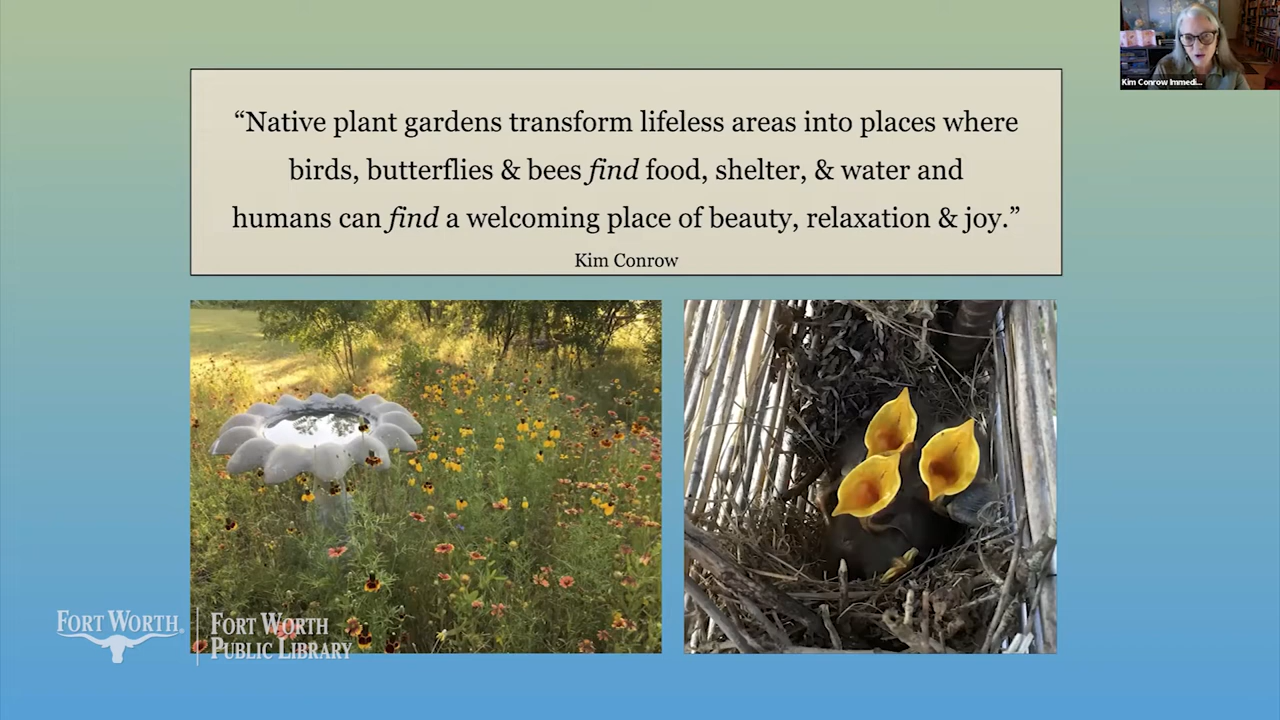 Kim Conrow Immedi...
“Native plant gardens transform lifeless areas into places where
birds, butterflies & bees find food, shelter, & water and
humans can find a welcoming place of beauty, relaxation & joy.”
Kim Conrow
FORT WORTH®
FORT WORTH
PUBLIC LIBRARY